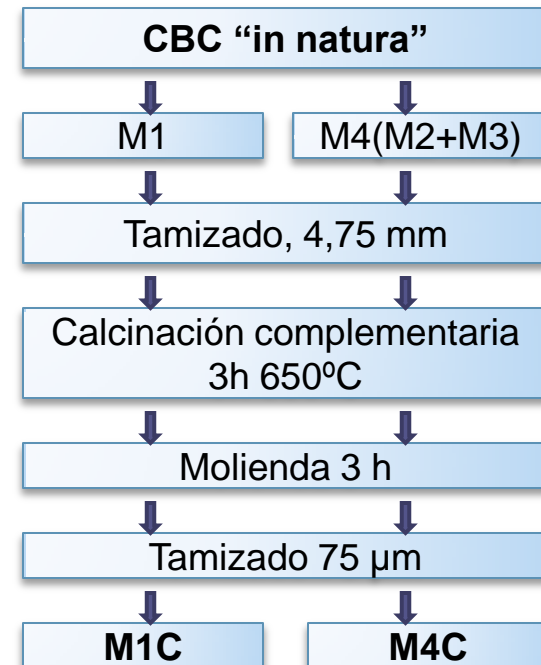 CBC “in natura”
M1
M4(M2+M3)
Tamizado, 4,75 mm
Calcinación complementaria
3h 650ºC
Molienda 3 h
Tamizado 75 µm
M1C
M4C